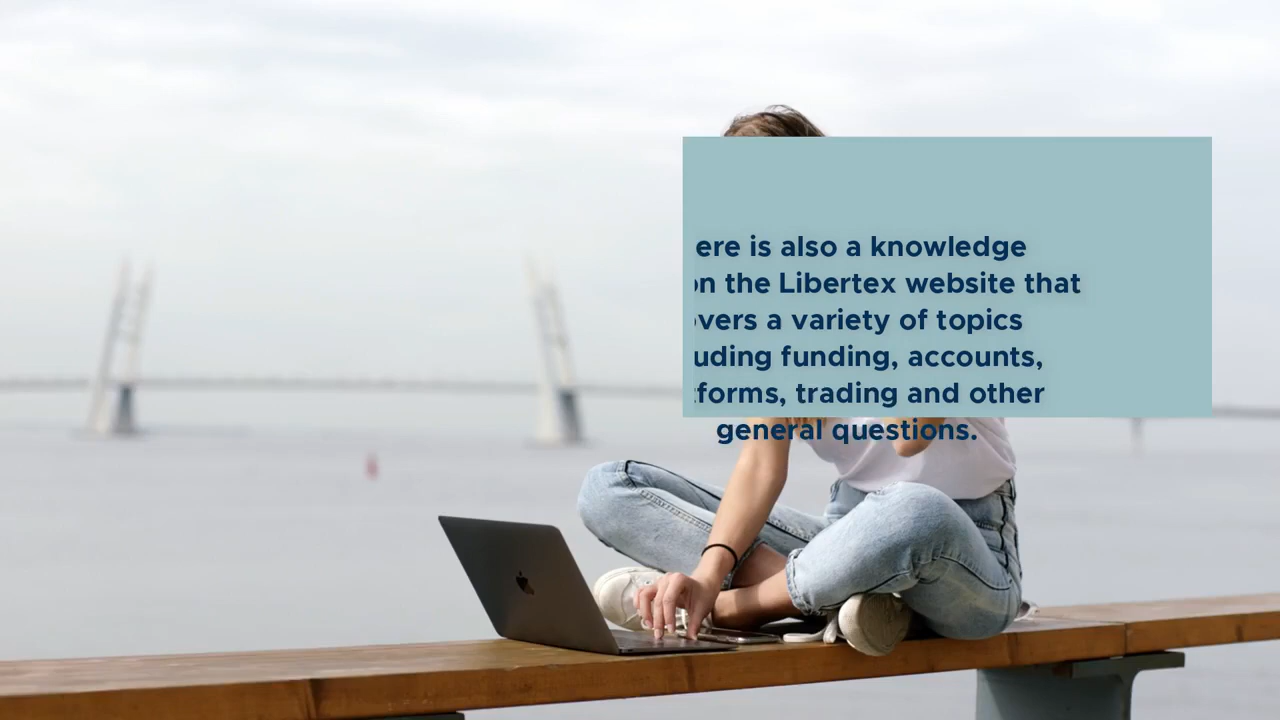 ere is also a knowledge
on the Libertex website that
overs a variety of topics
uding funding, accounts,
tforms, trading and other
general questions.